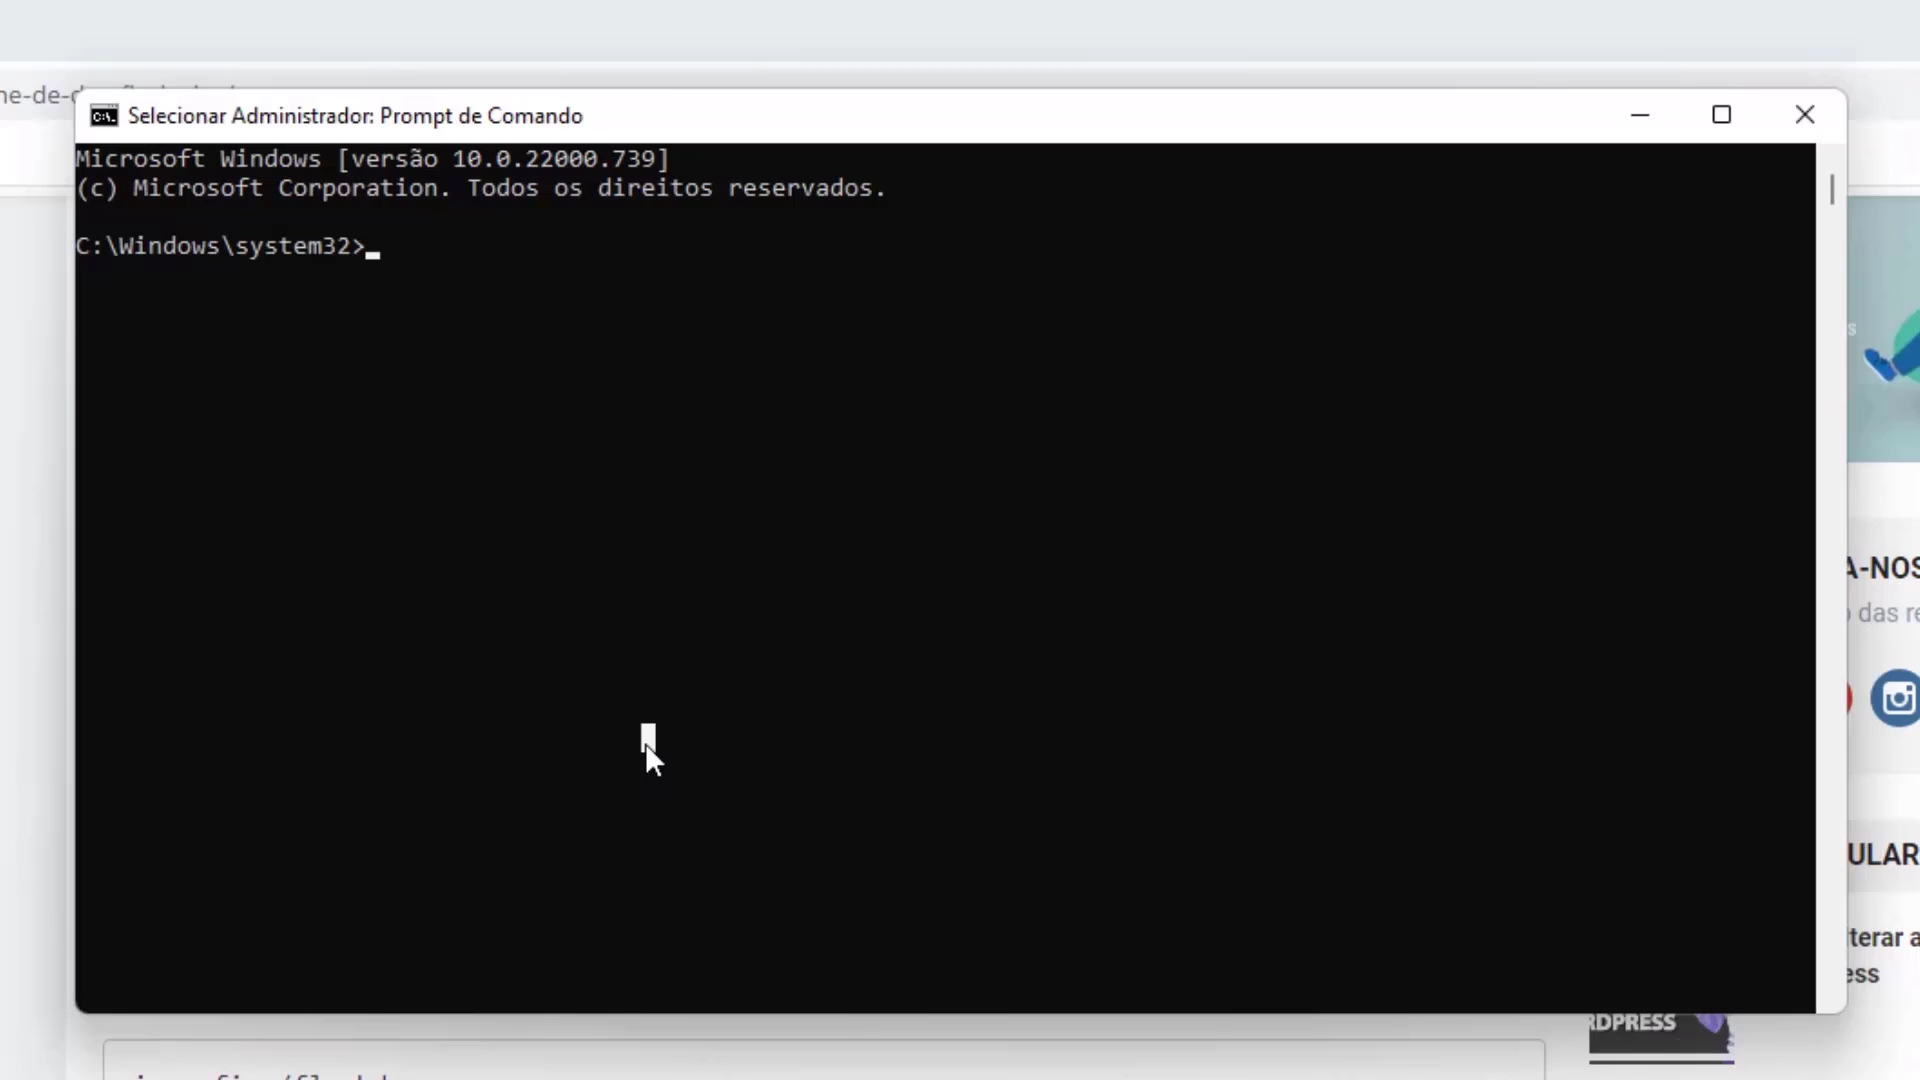 Selecionar Administrador: Prompt de Comando
Microsoft Windows [versão 10.0.22000.739]
(c) Microsoft Corporation. Todos os direitos reservados.
C:\Windows\system32>
A-NOS
das re
ULAR
lterar a
ess
RDPRESS